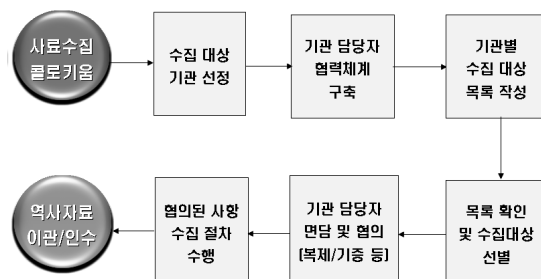 사료수집
콜로키움
수집 대상
기관 선정
기관 담당자
협력체계
구축
기관별
수집 대상
목록 작성
목록 확인
및 수집대상
선별
기관 담당자
면담 및 협의
(복제/기증 등)
협의된 사항
수집 절차
수행
역사자료
이관/인수